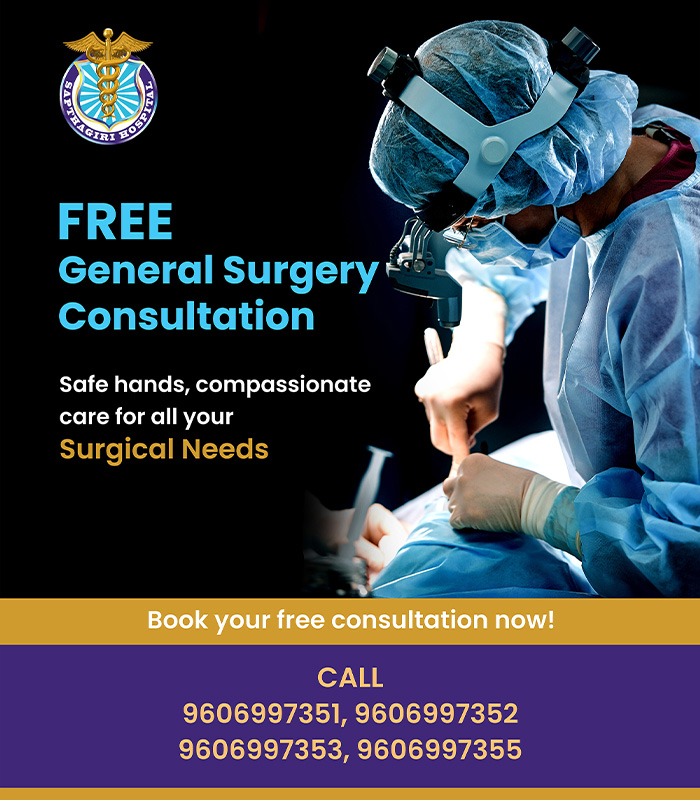 SAPTHAGIRI HOSPITAL
FREE
General Surgery
Consultation
Safe hands, compassionate
care for all your
Surgical Needs
Book your free consultation now!
CALL
9606997351, 9606997352
9606997353, 9606997355